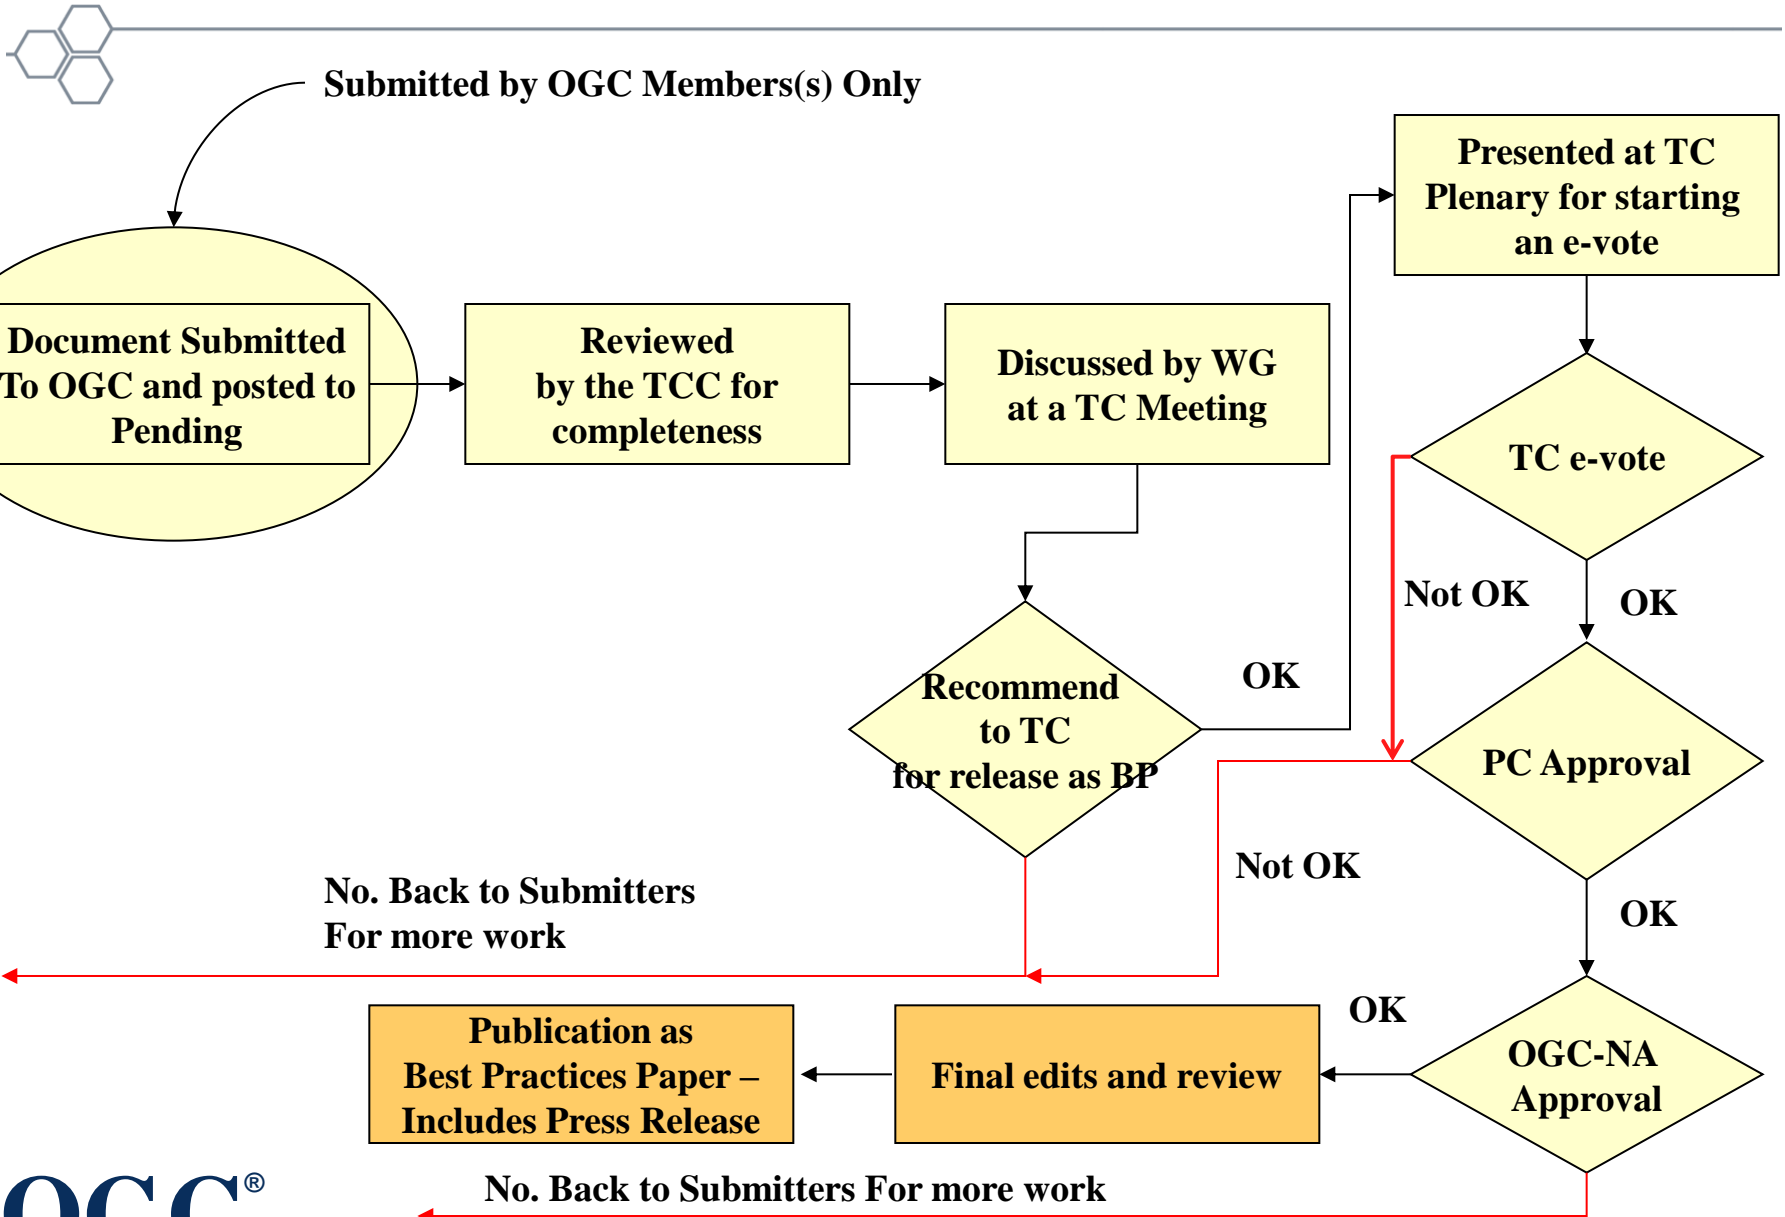 Submitted by OGC Members(s) Only
Presented at TC
Plenary for starting
an e-vote
Document Submitted
To OGC and posted to
Pending
Reviewed
by the TCC for
completeness
Discussed by WG
at a TC Meeting
TC e-vote
Not OK
OK
Recommend
to TC
for release as BP
OK
PC Approval
Not OK
No. Back to Submitters
For more work
OK
OK
OGC-NA
Approval
Final edits and review
Publication as
Best Practices Paper –
Includes Press Release
No. Back to Submitters For more work
OGC®